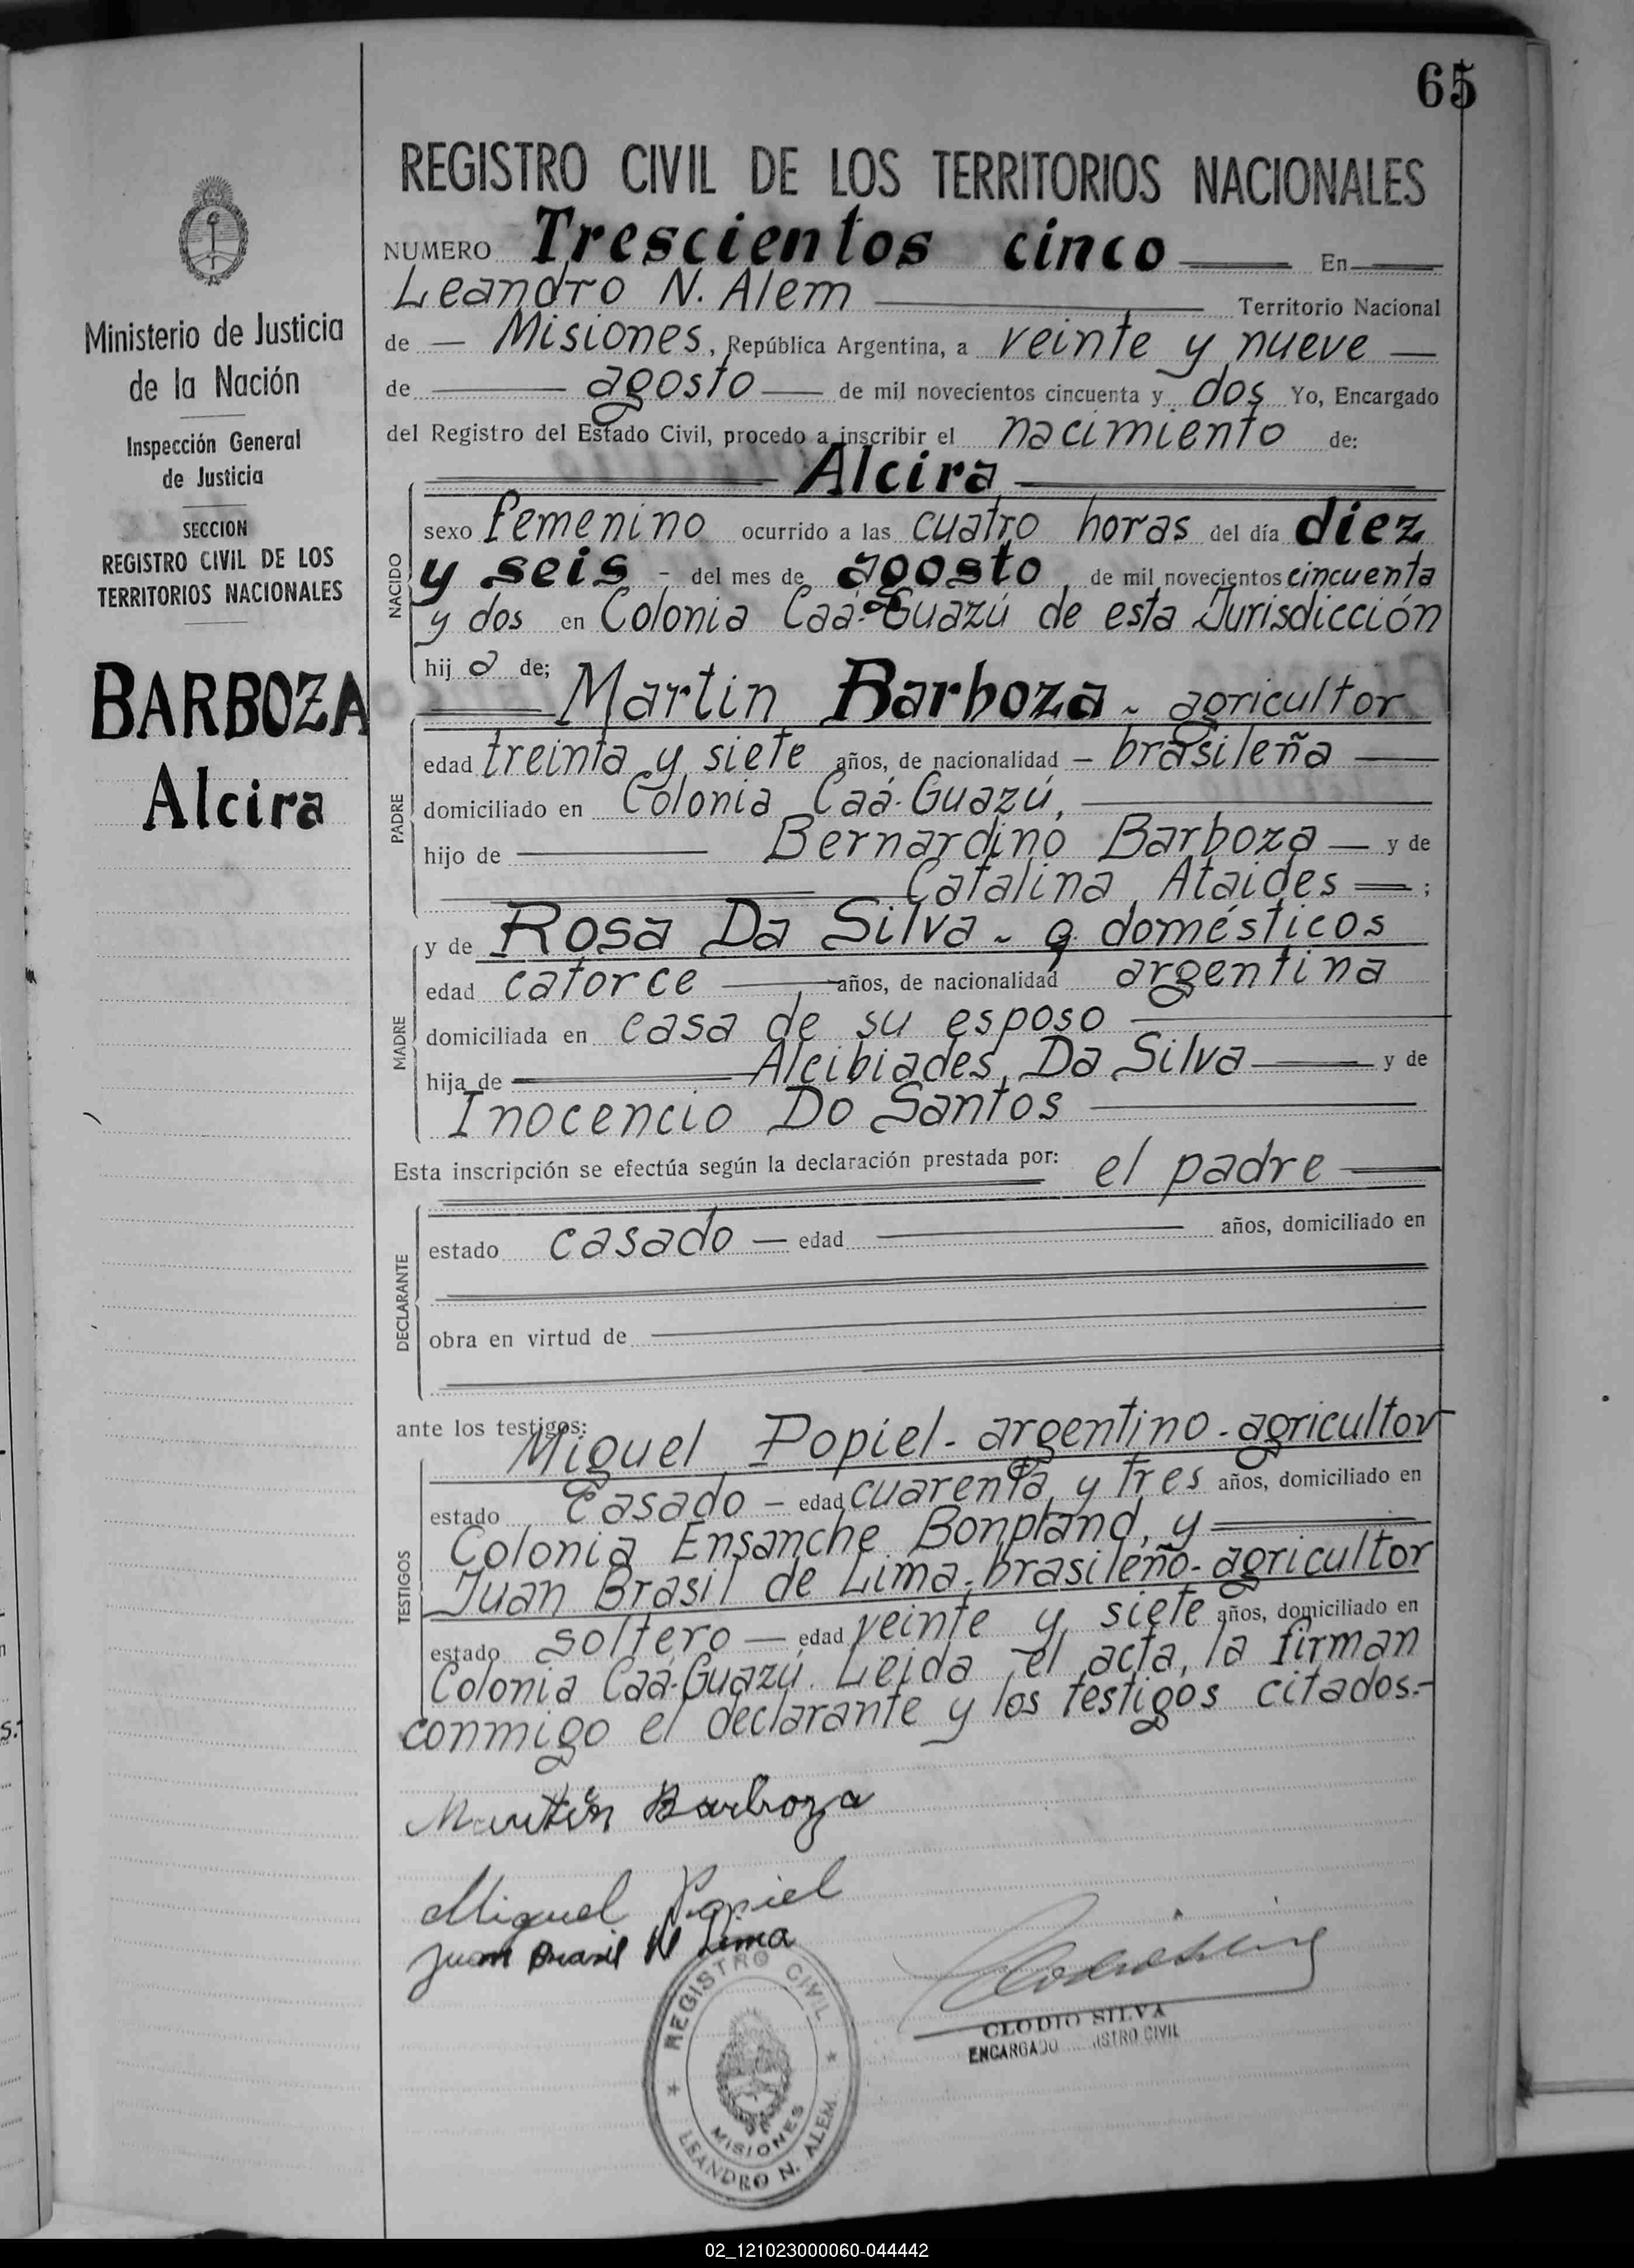 65
REGISTRO CIVIL DE LOS TERRITORIOS NACIONALES
NUMERO Trescientos cinco En
Leandro N. Alem Territorio Nacional
de Misiones, República Argentina, a veinte y nueve
de agosto de mil novecientos cincuenta y dos Yo, Encargado
del Registro del Estado Civil, procedo a inscribir el nacimiento de:
Ministerio de Justicia
de la Nación
Inspección General
de Justicia
SECCION
REGISTRO CIVIL DE LOS
TERRITORIOS NACIONALES
BARBOZA
Alcira
NACIDO
Alcira
sexo femenino ocurrido a las cuatro horas del día diez
y seis - del mes de agosto, de mil novecientos cincuenta
y dos en Colonia Caá-Guazú de esta Jurisdicción
hij a de;
PADRE
Martin Barboza - agricultor
edad treinta y siete años, de nacionalidad - brasileña
domiciliado en Colonia Caá-Guazú,
hijo de Bernardino Barboza y de
Catalina Ataides ;
MADRE
y de Rosa Da Silva - q. domésticos
edad catorce años, de nacionalidad argentina
domiciliada en casa de su esposo
hija de Alcibiades Da Silva y de
Inocencio Do Santos
Esta inscripción se efectúa según la declaración prestada por: el padre
DECLARANTE
estado casado - edad años, domiciliado en
obra en virtud de
ante los testigos:
TESTIGOS
Miguel Popiel - argentino - agricultor
estado Casado - edad cuarenta y tres años, domiciliado en
Colonia Ensanche Bonpland, y
Juan Brasil de Lima - brasileño - agricultor
estado soltero - edad veinte y siete años, domiciliado en
Colonia Caá-Guazú. Leida el acta, la firman
conmigo el declarante y los testigos citados.-
Martin Barboza
Miguel Popiel
Juan Brasil de Lima
CLODIO SILVA
ENCARGADO ISTRO CIVIL
REGISTRO CIVIL
MISIONES
LEANDRO N. ALEM.
02_121023000060-044442